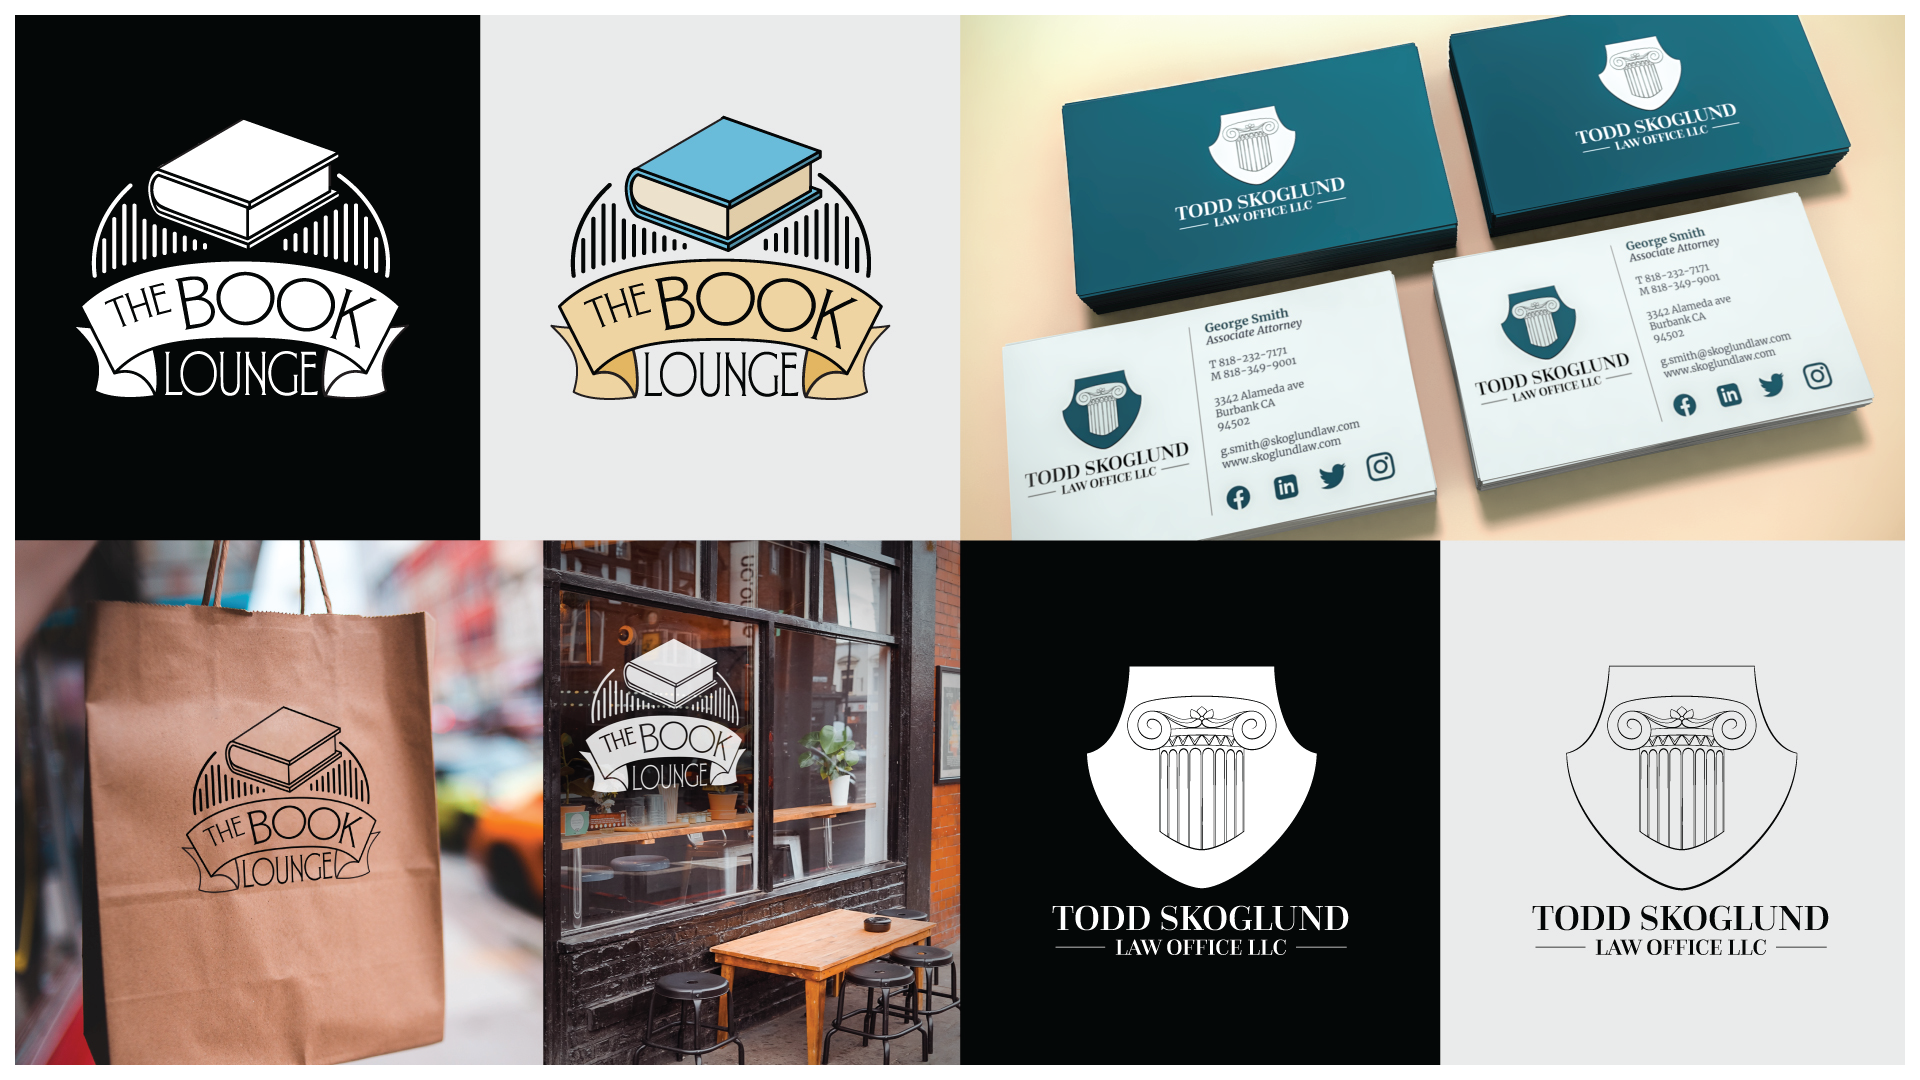 THE BOOK
LOUNGE
THE BOOK
LOUNGE
TODD SKOGLUND
LAW OFFICE LLC
TODD SKOGLUND
LAW OFFICE LLC
TODD SKOGLUND
LAW OFFICE LLC
George Smith
Associate Attorney
T 818-232-7171
M 818-349-9001
3342 Alameda ave
Burbank CA
94502
g.smith@skoglundlaw.com
www.skoglundlaw.com
in
TODD SKOGLUND
LAW OFFICE LLC
George Smith
Associate Attorney
T 818-232-7171
M 818-349-9001
3342 Alameda ave
Burbank CA
94502
g.smith@skoglundlaw.com
www.skoglundlaw.com
in
THE BOOK
LOUNGE
THE BOOK
LOUNGE
TODD SKOGLUND
LAW OFFICE LLC
TODD SKOGLUND
LAW OFFICE LLC